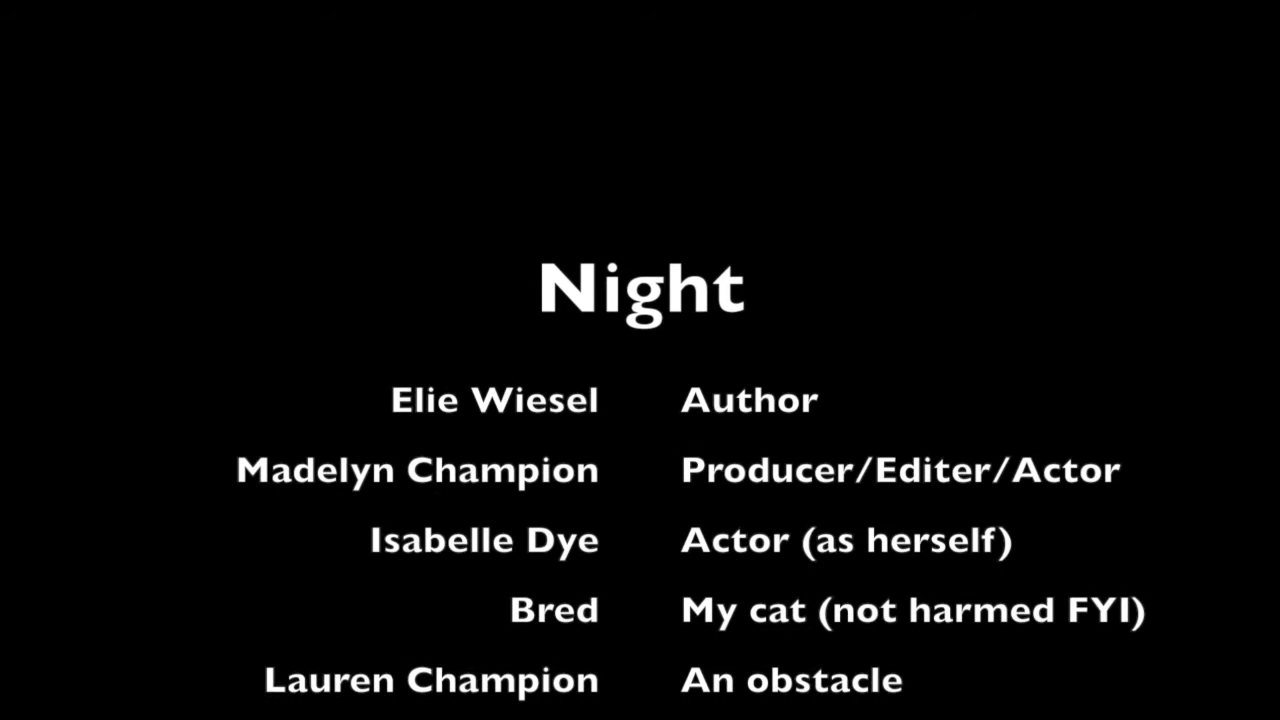 Night
Elie Wiesel Author
Madelyn Champion Producer/Editer/Actor
Isabelle Dye Actor (as herself)
Bred My cat (not harmed FYI)
Lauren Champion An obstacle